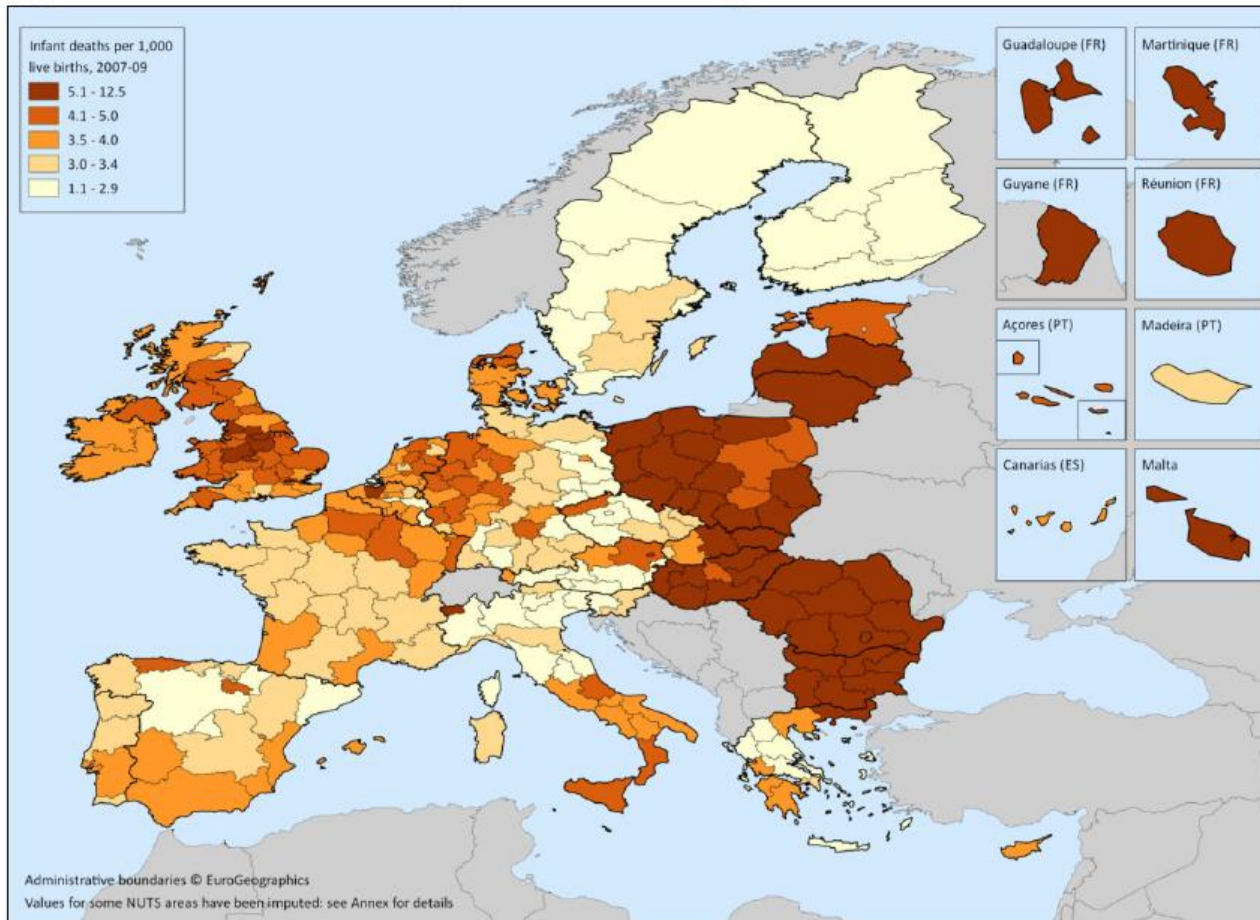 Infant deaths per 1,000
live births, 2007-09
5.1 - 12.5
4.1 - 5.0
3.5 - 4.0
3.0 - 3.4
1.1 - 2.9
Guadaloupe (FR)
Martinique (FR)
Guyane (FR)
Réunion (FR)
Açores (PT)
Madeira (PT)
Canarias (ES)
Malta
Administrative boundaries © EuroGeographics
Values for some NUTS areas have been imputed: see Annex for details